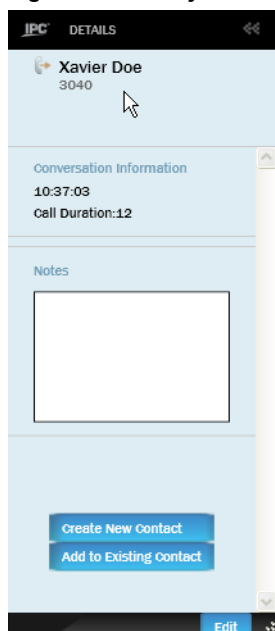 IPC DETAILS
Xavier Doe
3040
Conversation Information
10:37:03
Call Duration:12
Notes
Create New Contact
Add to Existing Contact
Edit